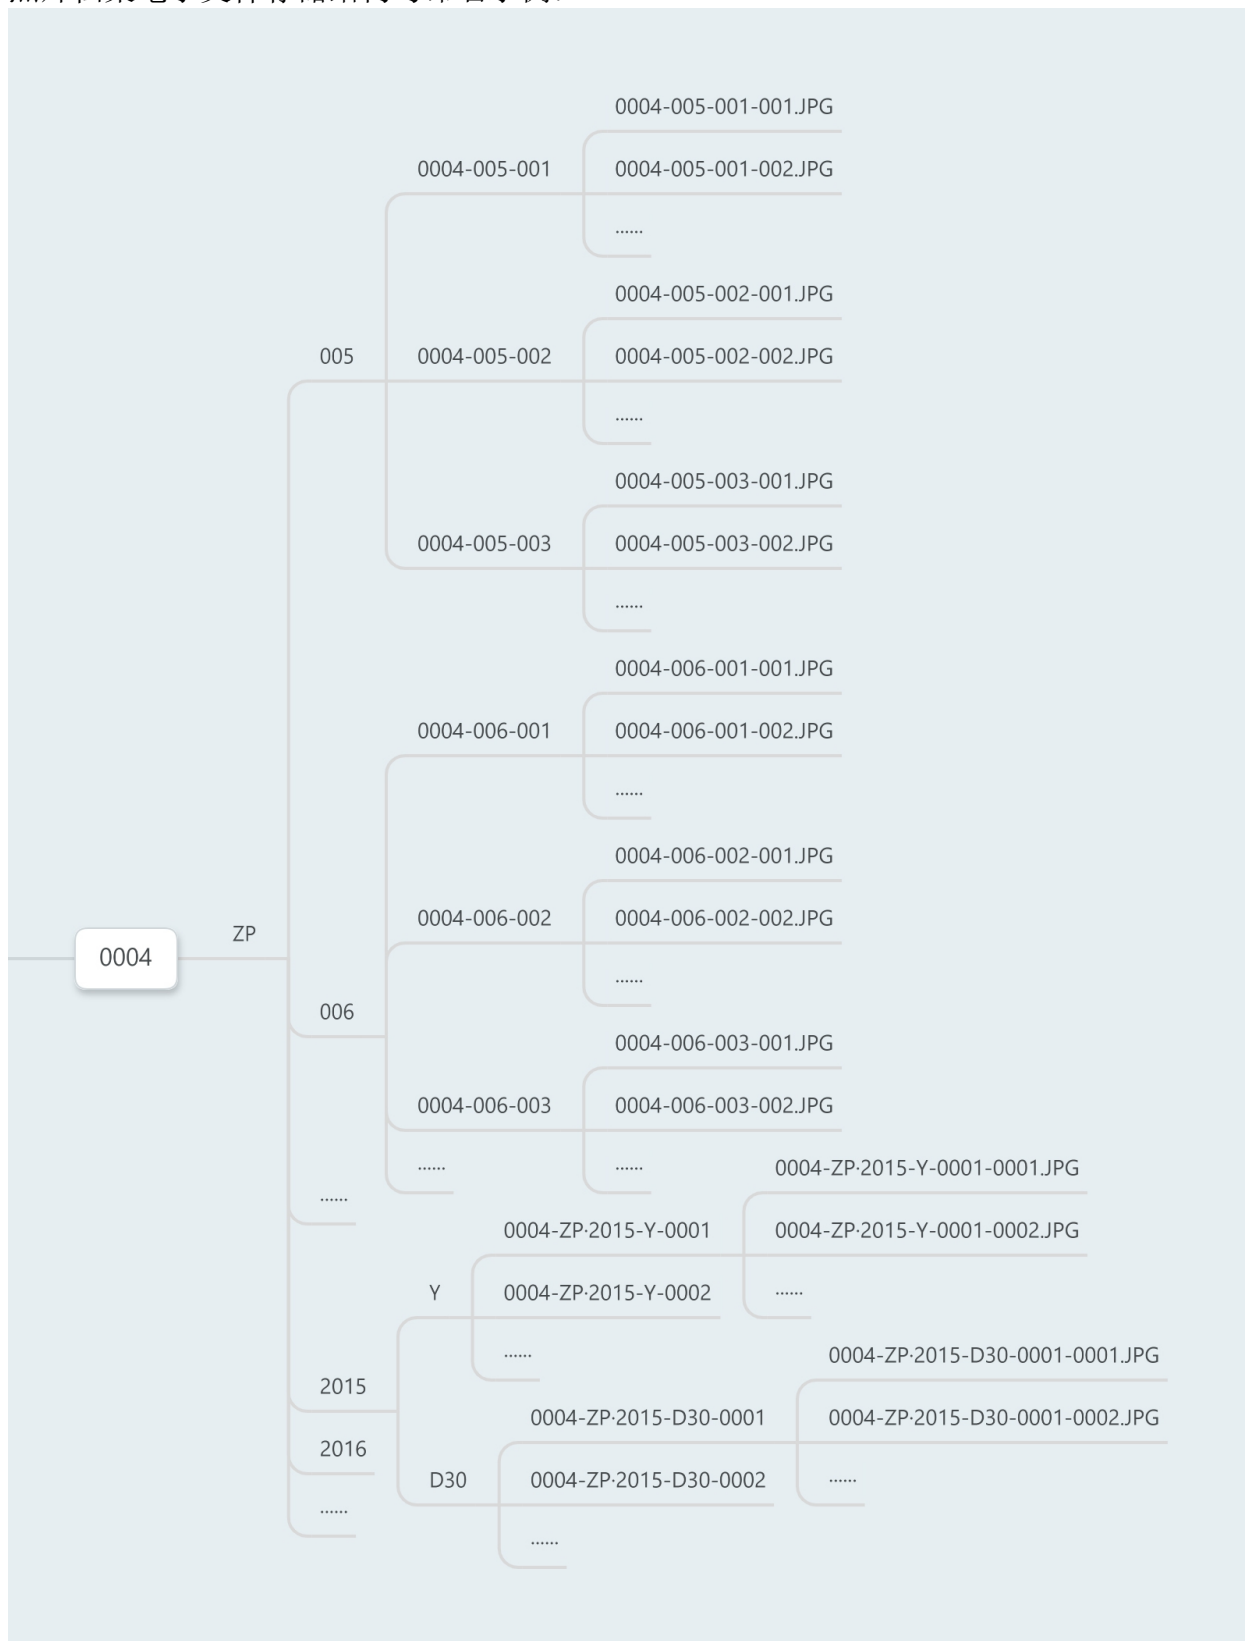 0004-005-001-001.JPG
0004-005-001
0004-005-001-002.JPG
......
0004-005-002-001.JPG
005
0004-005-002
0004-005-002-002.JPG
......
0004-005-003-001.JPG
0004-005-003
0004-005-003-002.JPG
......
0004-006-001-001.JPG
0004-006-001
0004-006-001-002.JPG
......
0004-006-002-001.JPG
0004-006-002
0004-006-002-002.JPG
0004
ZP
......
006
0004-006-003-001.JPG
0004-006-003
0004-006-003-002.JPG
......
......
0004-ZP·2015-Y-0001-0001.JPG
......
0004-ZP·2015-Y-0001
0004-ZP·2015-Y-0001-0002.JPG
Y
0004-ZP·2015-Y-0002
......
......
0004-ZP·2015-D30-0001-0001.JPG
2015
0004-ZP·2015-D30-0001
0004-ZP·2015-D30-0001-0002.JPG
2016
D30
0004-ZP·2015-D30-0002
......
......
......